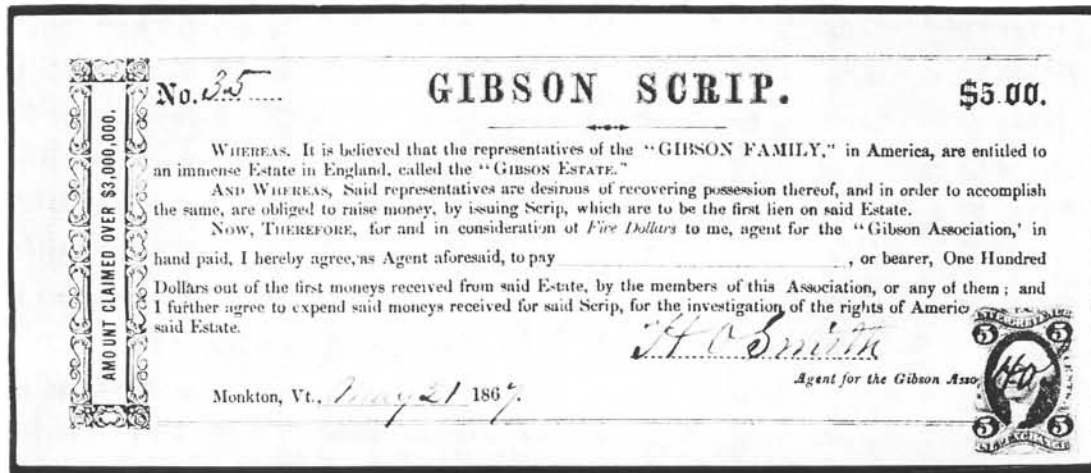 AMOUNT CLAIMED OVER $3,000,000.
No. 35 GIBSON SCRIP. $5.00.
WHEREAS, It is believed that the representatives of the "GIBSON FAMILY," in America, are entitled to
an immense Estate in England, called the "GIBSON ESTATE."
AND WHEREAS, Said representatives are desirous of recovering possession thereof, and in order to accomplish
the same, are obliged to raise money, by issuing Scrip, which are to be the first lien on said Estate.
NOW, THEREFORE, for and in consideration of Five Dollars to me, agent for the "Gibson Association,' in
hand paid, I hereby agree, as Agent aforesaid, to pay , or bearer, One Hundred
Dollars out of the first moneys received from said Estate, by the members of this Association, or any of them; and
I further agree to expend said moneys received for said Scrip, for the investigation of the rights of Americ
said Estate.
H O Smith
Agent for the Gibson Asso
Monkton, Vt., 21 1867.
5 5
HO
5 5